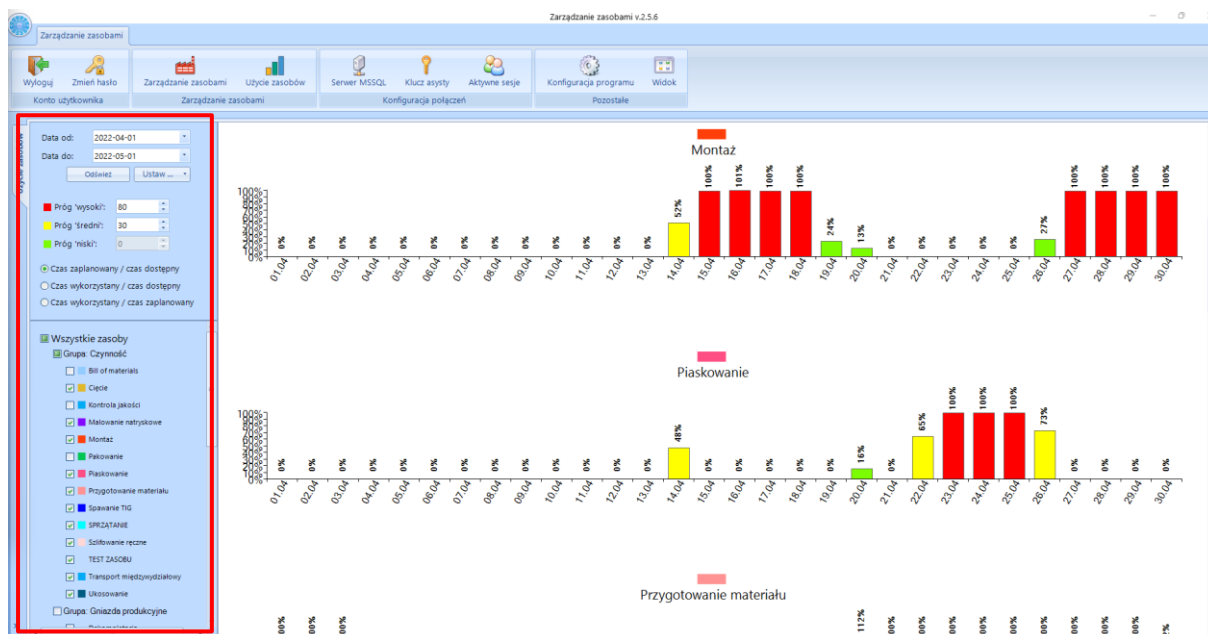 Zarządzanie zasobami v.2.5.6
Zarządzanie zasobami
Wyloguj Zmień hasło Zarządzanie zasobami Użycie zasobów Serwer MSSQL Klucz asysty Aktywne sesje Konfiguracja programu Widok
Konto użytkownika Zarządzanie zasobami Konfiguracja połączeń Pozostałe
Użycie zasobów
Data od: 2022-04-01
Data do: 2022-05-01
Odśwież Ustaw ...
Próg 'wysoki': 80
Próg 'średni': 30
Próg 'niski': 0
Czas zaplanowany / czas dostępny
Czas wykorzystany / czas dostępny
Czas wykorzystany / czas zaplanowany
Wszystkie zasoby
Grupa: Czynność
Bill of materials
Cięcie
Kontrola jakości
Malowanie natryskowe
Montaż
Pakowanie
Piaskowanie
Przygotowanie materiału
Spawanie TIG
SPRZĄTANIE
Szlifowanie ręczne
TEST ZASOBU
Transport międzywydziałowy
Ukosowanie
Grupa: Gniazda produkcyjne
Montaż
100%
90%
80%
70%
60%
50%
40%
30%
20%
10%
0%
0% 0% 0% 0% 0% 0% 0% 0% 0% 0% 0% 0% 0% 52% 100% 101% 100% 100% 24% 13% 0% 0% 0% 0% 0% 27% 100% 100% 100% 100%
01.04 02.04 03.04 04.04 05.04 06.04 07.04 08.04 09.04 10.04 11.04 12.04 13.04 14.04 15.04 16.04 17.04 18.04 19.04 20.04 21.04 22.04 23.04 24.04 25.04 26.04 27.04 28.04 29.04 30.04
Piaskowanie
100%
90%
80%
70%
60%
50%
40%
30%
20%
10%
0%
0% 0% 0% 0% 0% 0% 0% 0% 0% 0% 0% 0% 0% 48% 0% 0% 0% 0% 0% 16% 0% 65% 100% 100% 100% 73% 0% 0% 0% 0%
01.04 02.04 03.04 04.04 05.04 06.04 07.04 08.04 09.04 10.04 11.04 12.04 13.04 14.04 15.04 16.04 17.04 18.04 19.04 20.04 21.04 22.04 23.04 24.04 25.04 26.04 27.04 28.04 29.04 30.04
Przygotowanie materiału
112%